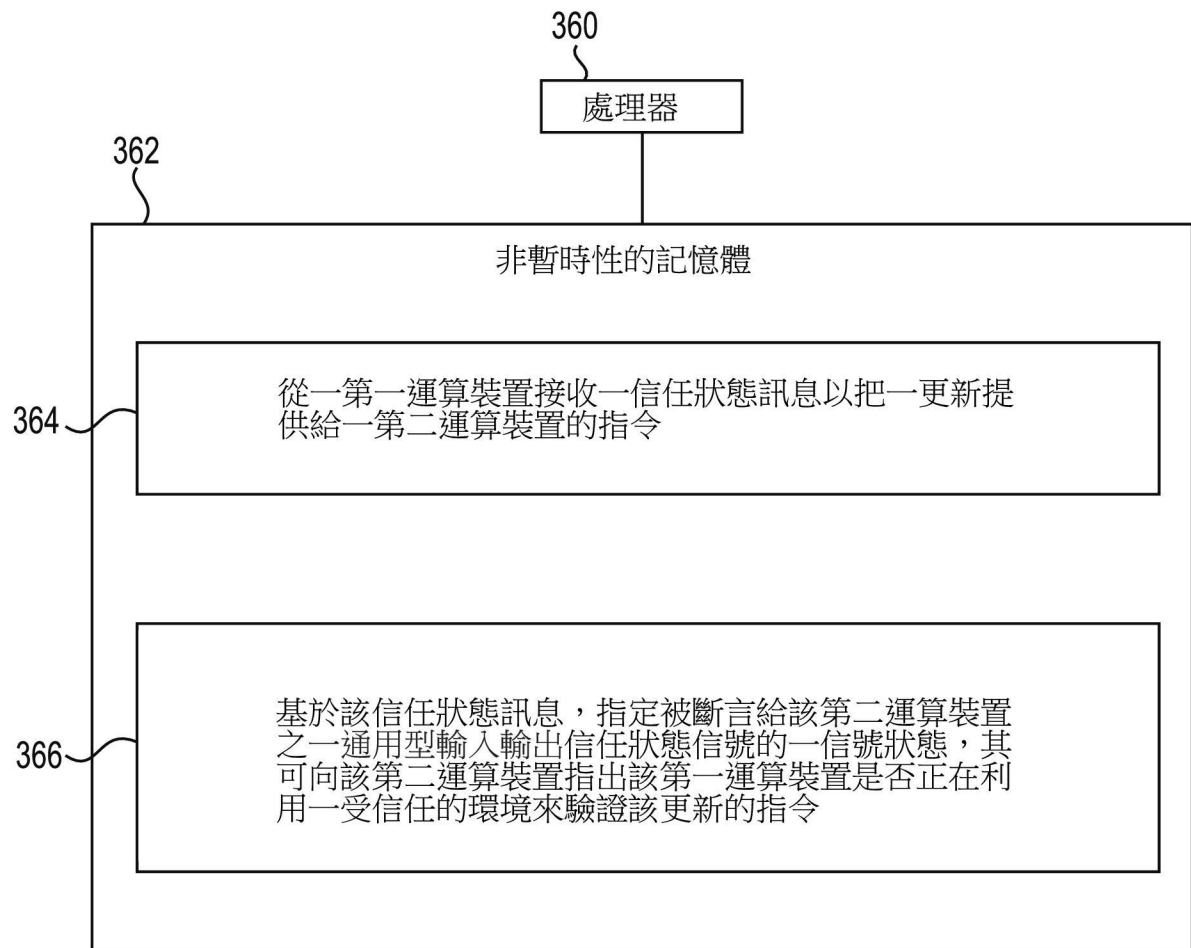 360
處理器
362
非暫時性的記憶體
364
從一第一運算裝置接收一信任狀態訊息以把一更新提
供給一第二運算裝置的指令
366
基於該信任狀態訊息，指定被斷言給該第二運算裝置
之一通用型輸入輸出信任狀態信號的一信號狀態，其
可向該第二運算裝置指出該第一運算裝置是否正在利
用一受信任的環境來驗證該更新的指令